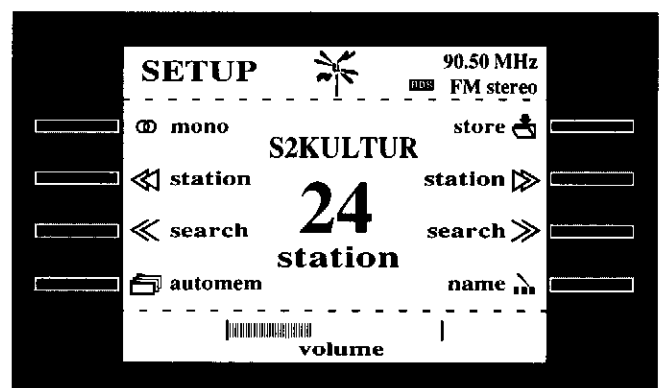 SETUP
90.50 MHz
RDS FM stereo
mono
store
S2KULTUR
station
station
24
search
search
station
automem
name
volume